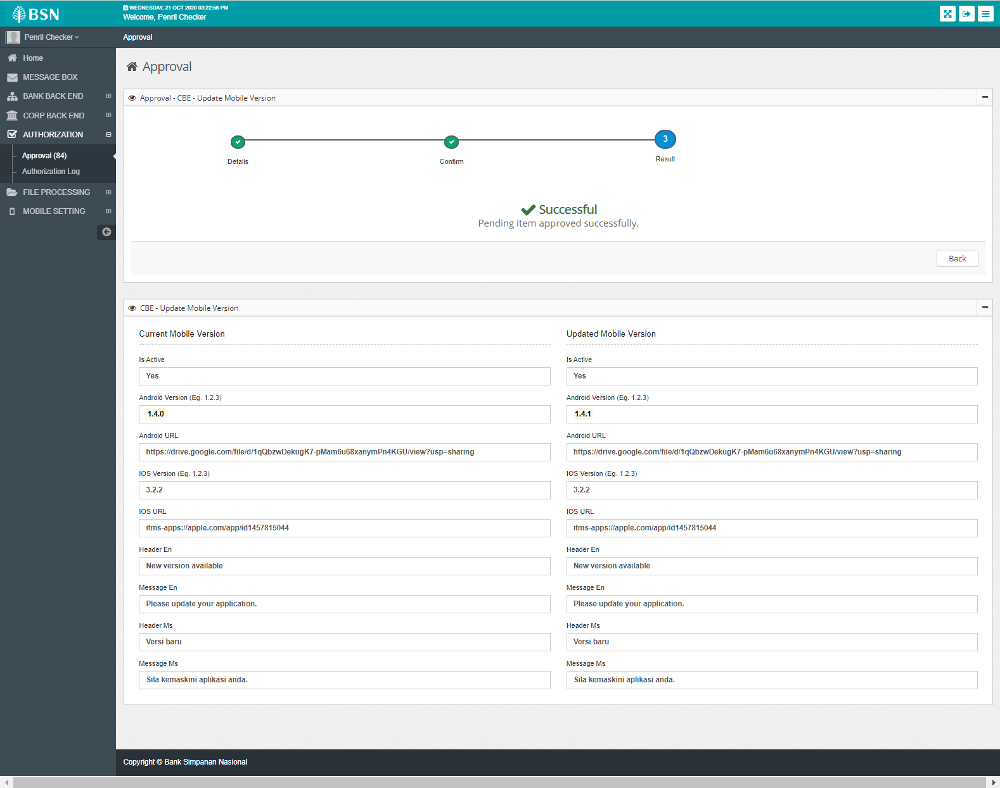 BSN
WEDNESDAY, 21 OCT 2020 03:22:56 PM
Welcome, Penril Checker
Penril Checker
Approval
Home
MESSAGE BOX
BANK BACK END
CORP BACK END
AUTHORIZATION
Approval (84)
Authorization Log
FILE PROCESSING
MOBILE SETTING
Approval
Approval - CBE - Update Mobile Version
3
Details
Confirm
Result
Successful
Pending item approved successfully.
Back
CBE - Update Mobile Version
Current Mobile Version
Is Active
Yes
Android Version (Eg. 1.2.3)
1.4.0
Android URL
https://drive.google.com/file/d/1qQbzwDekugK7-pMam6u68xanymPn4KGU/view?usp=sharing
IOS Version (Eg. 1.2.3)
3.2.2
IOS URL
itms-apps://apple.com/app/id1457815044
Header En
New version available
Message En
Please update your application.
Header Ms
Versi baru
Message Ms
Sila kemaskini aplikasi anda.
Updated Mobile Version
Is Active
Yes
Android Version (Eg. 1.2.3)
1.4.1
Android URL
https://drive.google.com/file/d/1qQbzwDekugK7-pMam6u68xanymPn4KGU/view?usp=sharing
IOS Version (Eg. 1.2.3)
3.2.2
IOS URL
itms-apps://apple.com/app/id1457815044
Header En
New version available
Message En
Please update your application.
Header Ms
Versi baru
Message Ms
Sila kemaskini aplikasi anda.
Copyright © Bank Simpanan Nasional